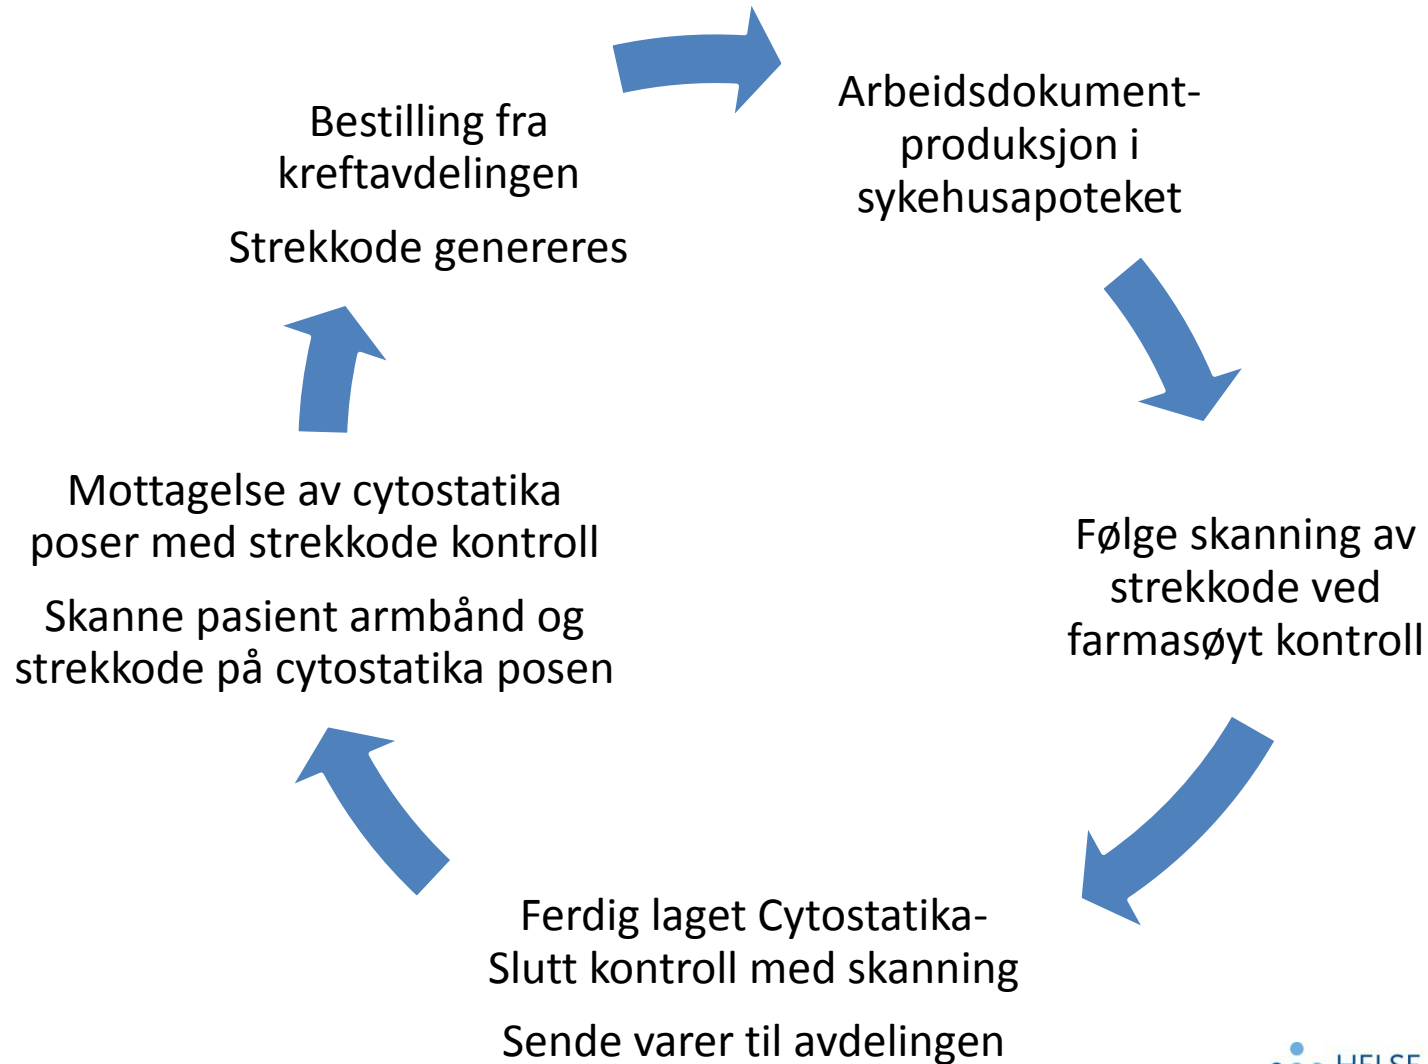 Bestilling fra
kreftavdelingen
Strekkode genereres
Arbeidsdokument-
produksjon i
sykehusapoteket
Følge skanning av
strekkode ved
farmasøyt kontroll
Ferdig laget Cytostatika-
Slutt kontroll med skanning
Sende varer til avdelingen
Mottagelse av cytostatika
poser med strekkode kontroll
Skanne pasient armbånd og
strekkode på cytostatika posen
HELSE